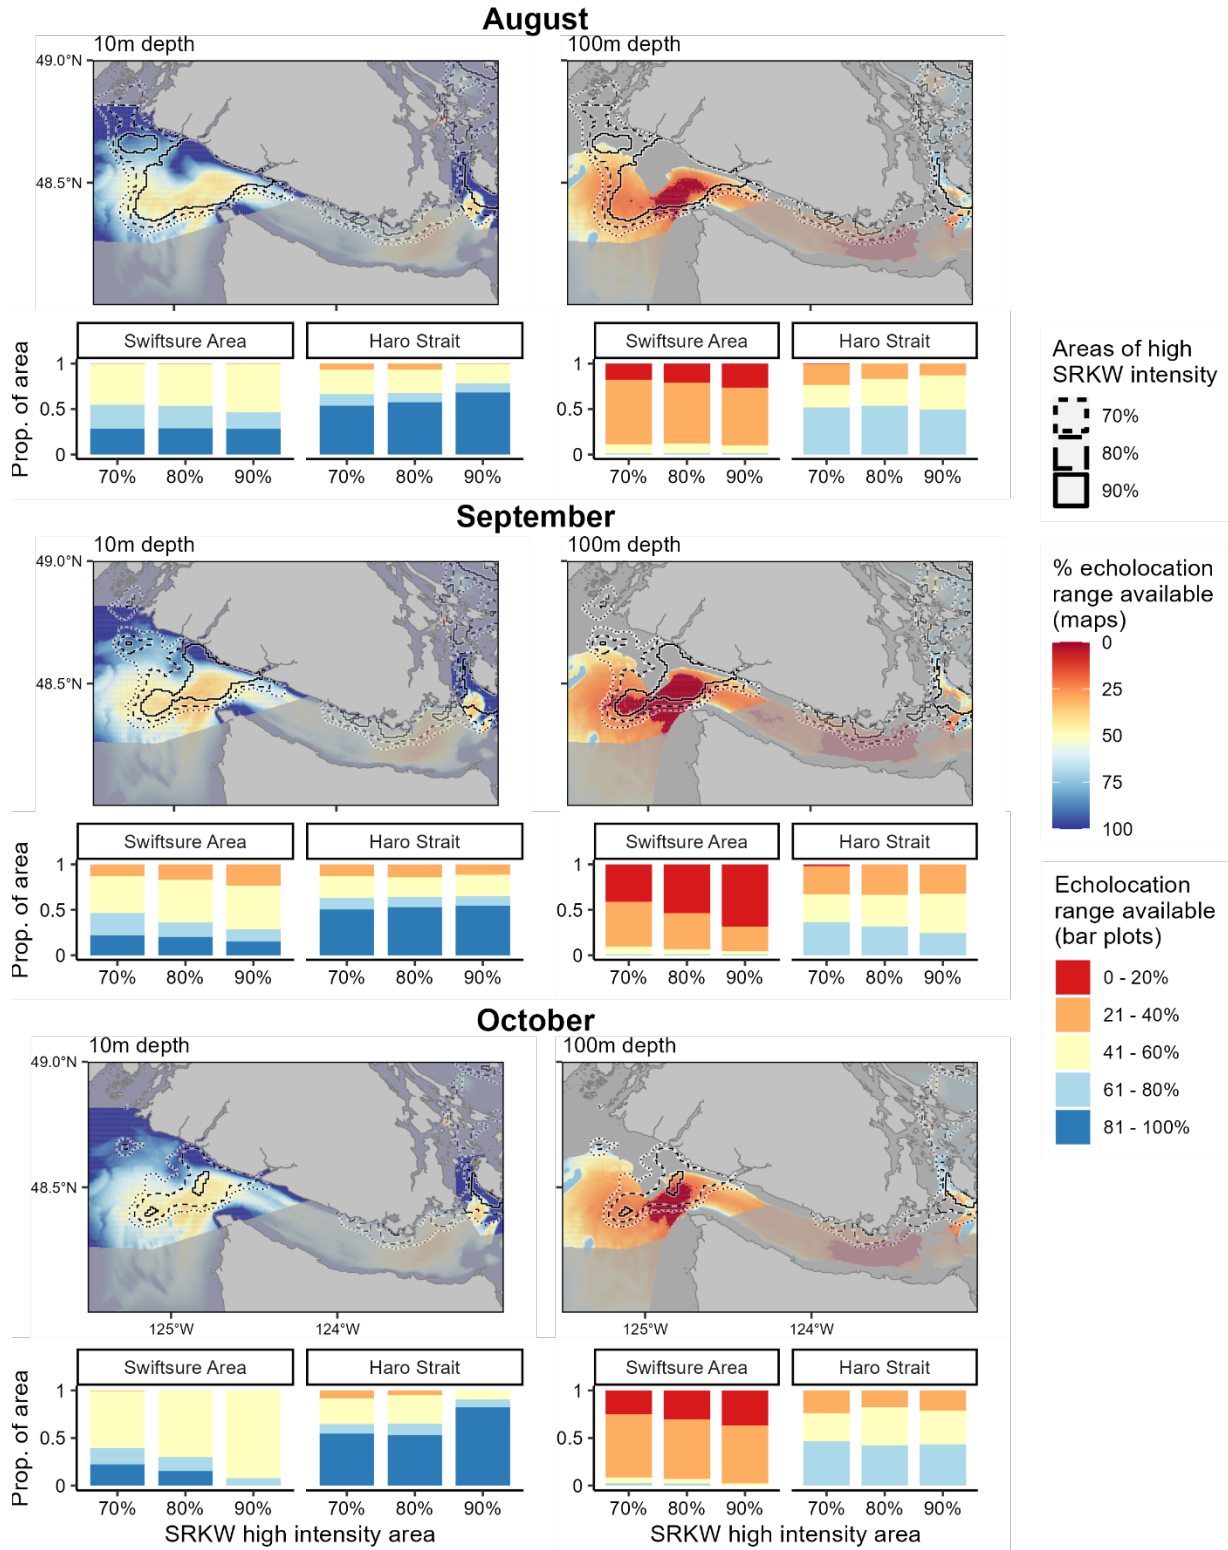 August
10m depth
100m depth
49.0°N
48.5°N
Prop. of area
Swiftsure Area
Haro Strait
Swiftsure Area
Haro Strait
1
0.5
0
70% 80% 90% 70% 80% 90% 70% 80% 90% 70% 80% 90%
September
10m depth
100m depth
49.0°N
48.5°N
Prop. of area
Swiftsure Area
Haro Strait
Swiftsure Area
Haro Strait
1
0.5
0
70% 80% 90% 70% 80% 90% 70% 80% 90% 70% 80% 90%
October
10m depth
100m depth
49.0°N
48.5°N
125°W 124°W 125°W 124°W
Prop. of area
Swiftsure Area
Haro Strait
Swiftsure Area
Haro Strait
1
0.5
0
70% 80% 90% 70% 80% 90% 70% 80% 90% 70% 80% 90%
SRKW high intensity area
SRKW high intensity area
Areas of high
SRKW intensity
70%
80%
90%
% echolocation
range available
(maps)
0
25
50
75
100
Echolocation
range available
(bar plots)
0 - 20%
21 - 40%
41 - 60%
61 - 80%
81 - 100%